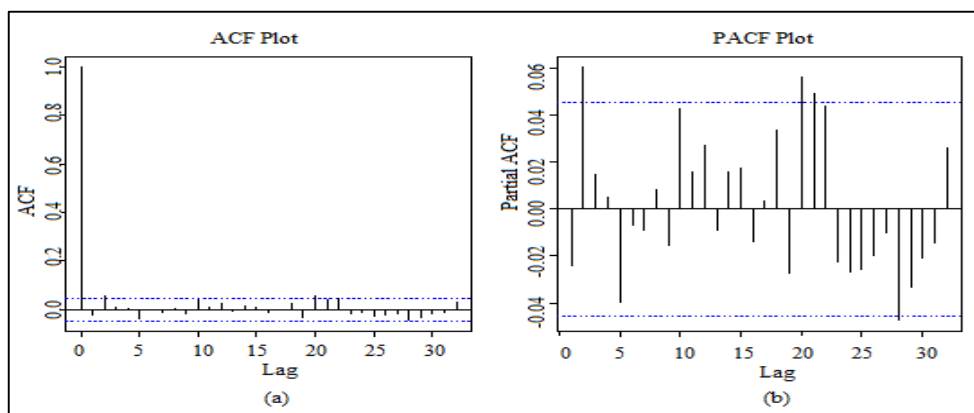 ACF Plot
ACF
0.0 0.2 0.4 0.6 0.8 1.0
0 5 10 15 20 25 30
Lag
(a)
PACF Plot
Partial ACF
-0.04 -0.02 0.00 0.02 0.04 0.06
0 5 10 15 20 25 30
Lag
(b)